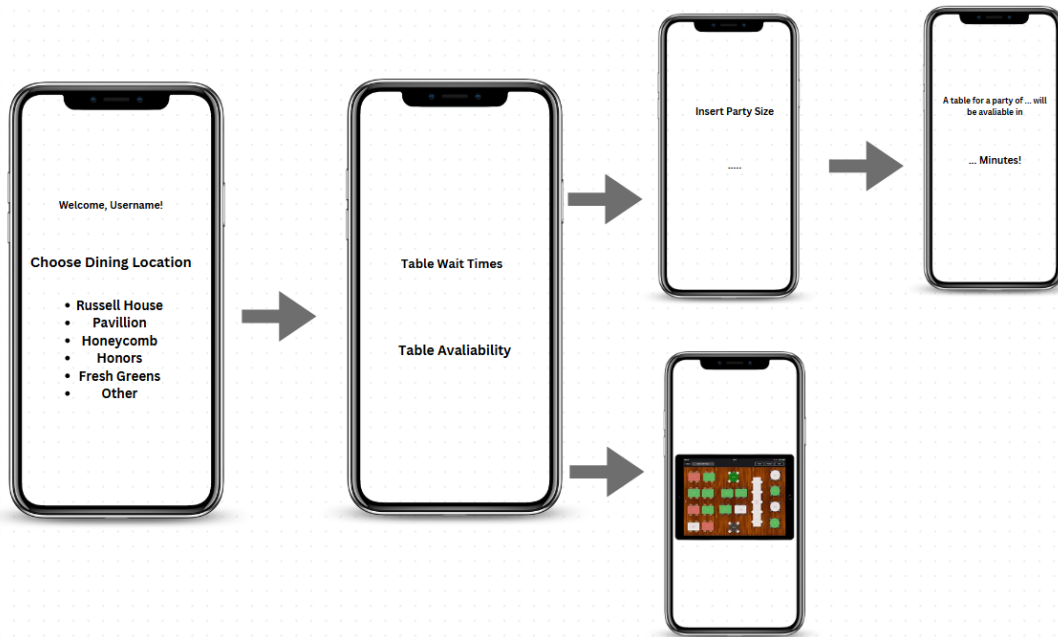 Welcome, Username!
Choose Dining Location
• Russell House
• Pavillion
• Honeycomb
• Honors
• Fresh Greens
• Other
Table Wait Times
Table Avaliability
Insert Party Size
.....
A table for a party of ... will
be avaliable in
... Minutes!